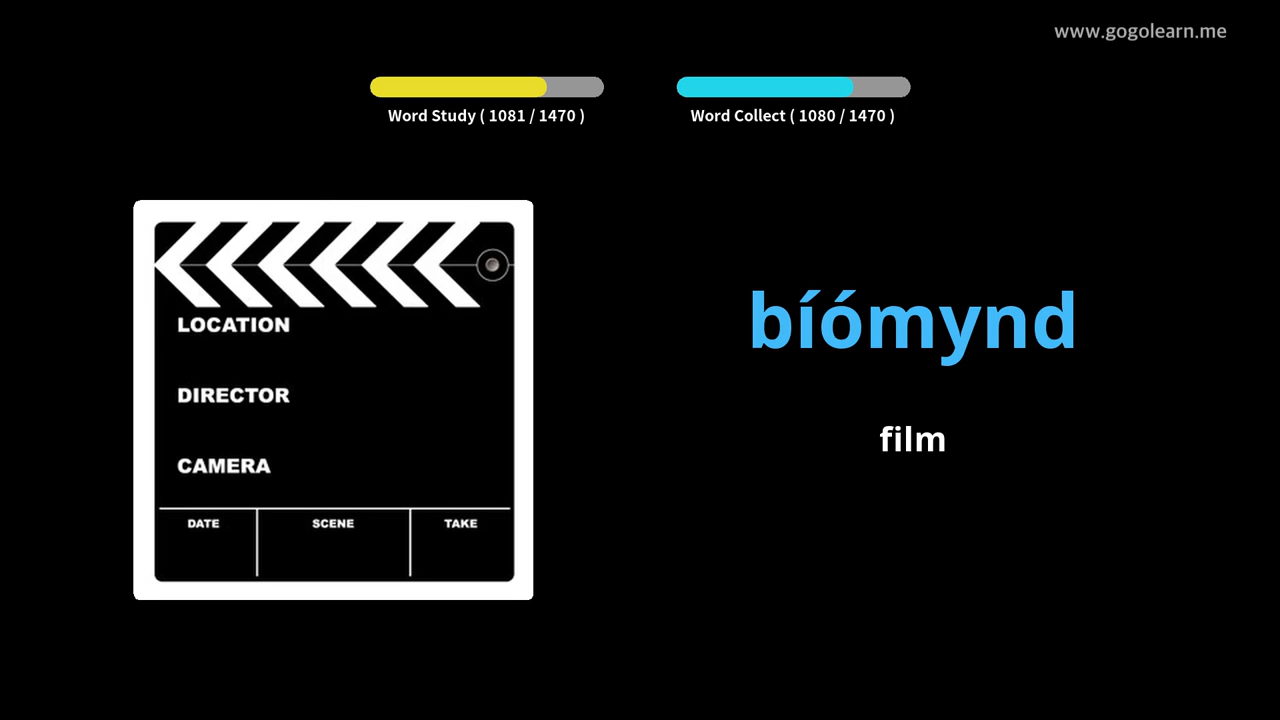 www.gogolearn.me
Word Study ( 1081 / 1470 )
Word Collect ( 1080 / 1470 )
LOCATION
DIRECTOR
CAMERA
DATE
SCENE
TAKE
bíómynd
film